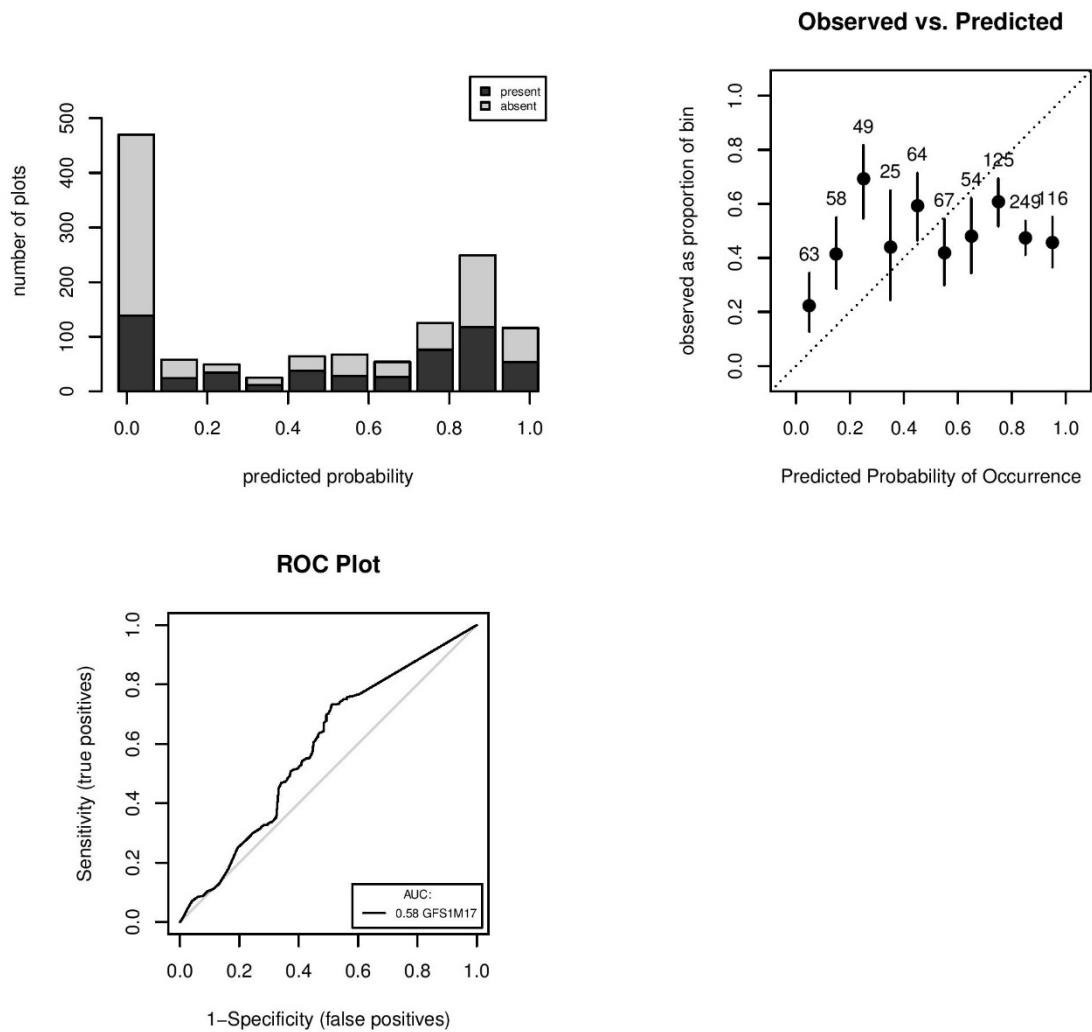 present
absent
500
400
300
200
100
0
number of plots
0.0 0.2 0.4 0.6 0.8 1.0
predicted probability
Observed vs. Predicted
1.0
0.8
0.6
0.4
0.2
0.0
observed as proportion of bin
63 58 49 25 64 67 54 125 249 116
0.0 0.2 0.4 0.6 0.8 1.0
Predicted Probability of Occurrence
ROC Plot
1.0
0.8
0.6
0.4
0.2
0.0
Sensitivity (true positives)
AUC:
0.58 GFS1M17
0.0 0.2 0.4 0.6 0.8 1.0
1−Specificity (false positives)